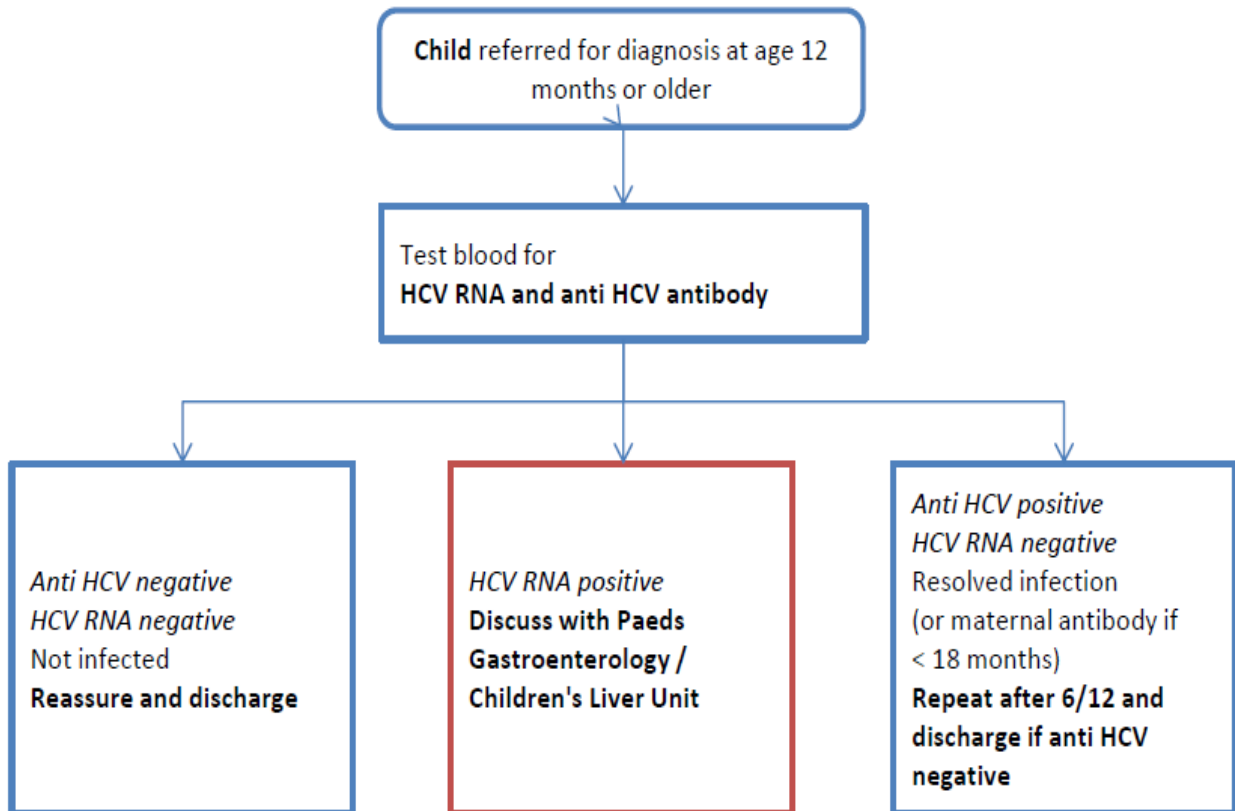 Child referred for diagnosis at age 12
months or older
Test blood for
HCV RNA and anti HCV antibody
Anti HCV negative
HCV RNA negative
Not infected
Reassure and discharge
HCV RNA positive
Discuss with Paeds
Gastroenterology /
Children's Liver Unit
Anti HCV positive
HCV RNA negative
Resolved infection
(or maternal antibody if
< 18 months)
Repeat after 6/12 and
discharge if anti HCV
negative